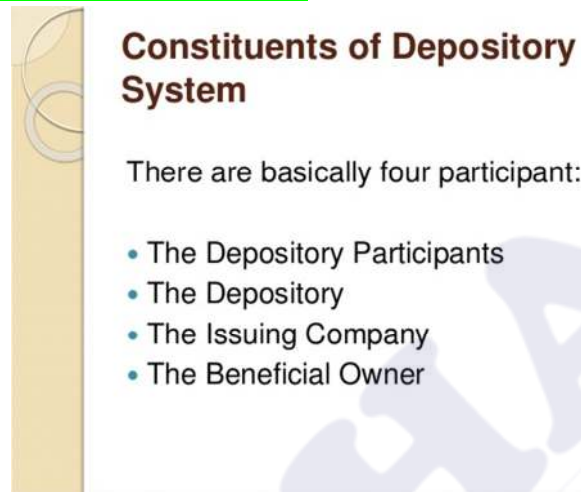 Constituents of Depository
System
There are basically four participant:
• The Depository Participants
• The Depository
• The Issuing Company
• The Beneficial Owner